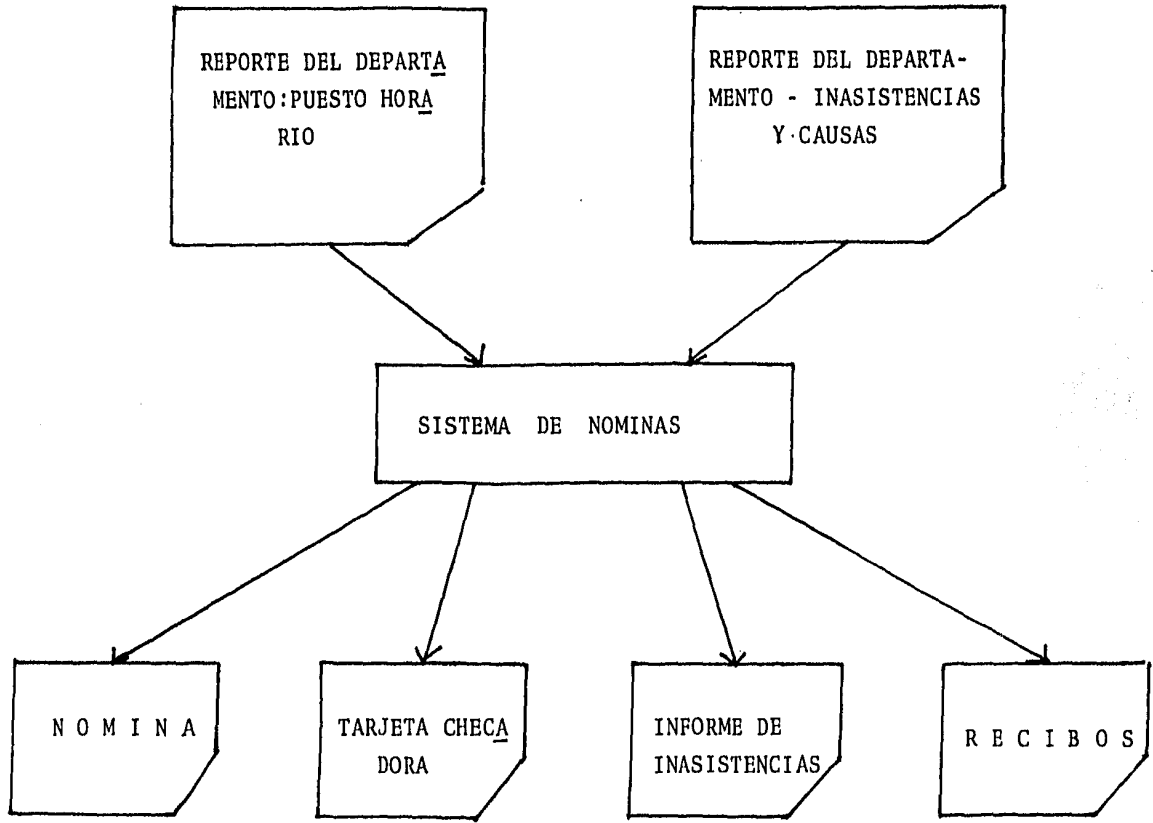 REPORTE DEL DEPARTA
MENTO:PUESTO HORA
RIO
REPORTE DEL DEPARTA-
MENTO - INASISTENCIAS
Y CAUSAS
SISTEMA DE NOMINAS
N O M I N A
TARJETA CHECA
DORA
INFORME DE
INASISTENCIAS
R E C I B O S